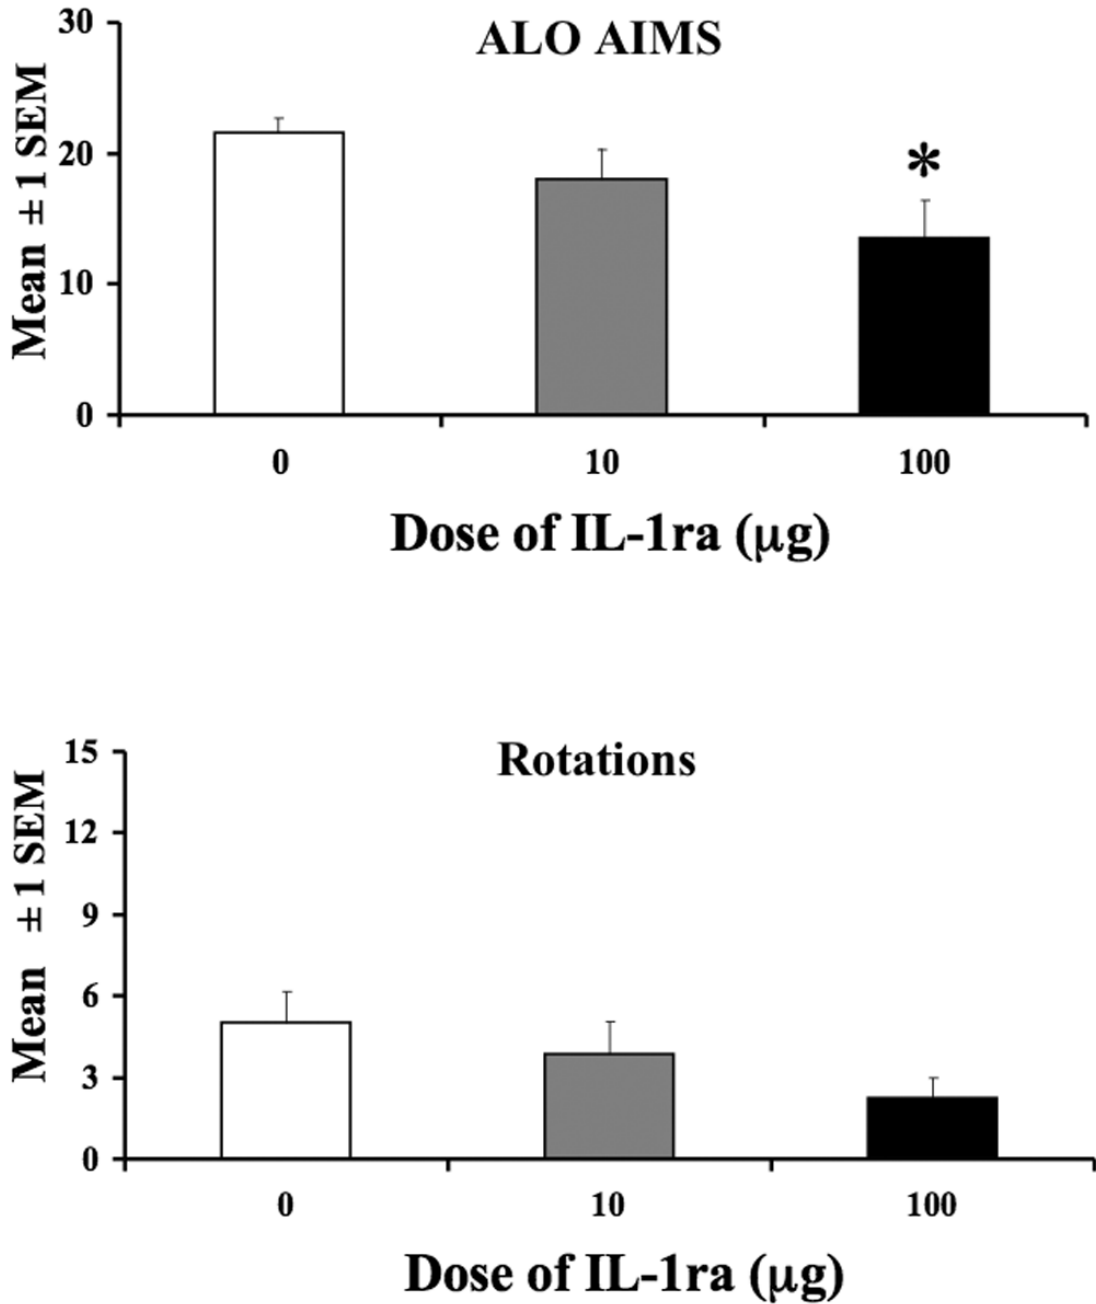 ALO AIMS
Mean ± 1 SEM
30
20
10
0
*
0 10 100
Dose of IL-1ra (μg)
Rotations
Mean ± 1 SEM
15
12
9
6
3
0
0 10 100
Dose of IL-1ra (μg)